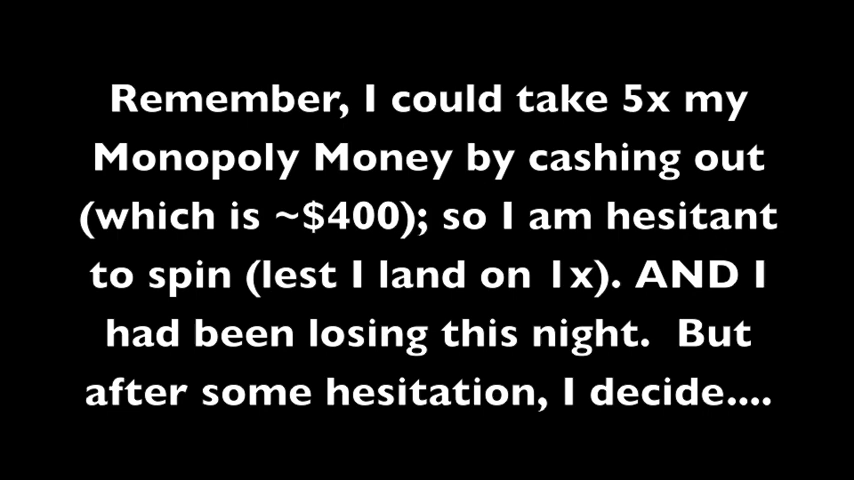 Remember, I could take 5x my
Monopoly Money by cashing out
(which is ~$400); so I am hesitant
to spin (lest I land on 1x). AND I
had been losing this night.  But
after some hesitation, I decide....